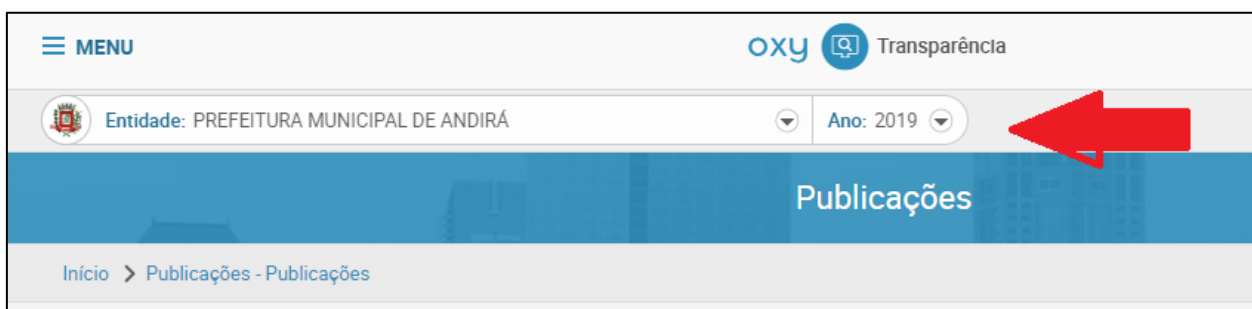 MENU
oxy Transparência
Entidade: PREFEITURA MUNICIPAL DE ANDIRÁ
Ano: 2019
Publicações
Início > Publicações - Publicações